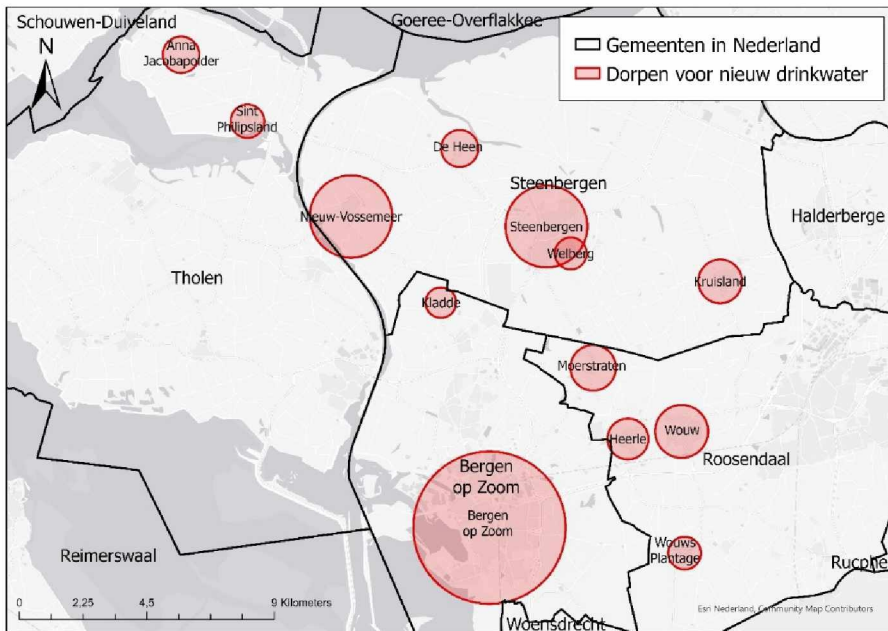 Schouwen-Duiveland
Goeree-Overflakkee
N
Gemeenten in Nederland
Dorpen voor nieuw drinkwater
Anna
Jacobapolder
Sint
Philipsland
De Heen
Steenbergen
Nieuw-Vossemeer
Steenbergen
Halderberge
Welberg
Tholen
Kruisland
Kladde
Moerstraten
Heerle
Wouw
Roosendaal
Bergen
op Zoom
Bergen
op Zoom
Wouws
Plantage
Reimerswaal
Rucphe
0 2,25 4,5 9 Kilometers
Esri Nederland, Community Map Contributors
Woensdrecht